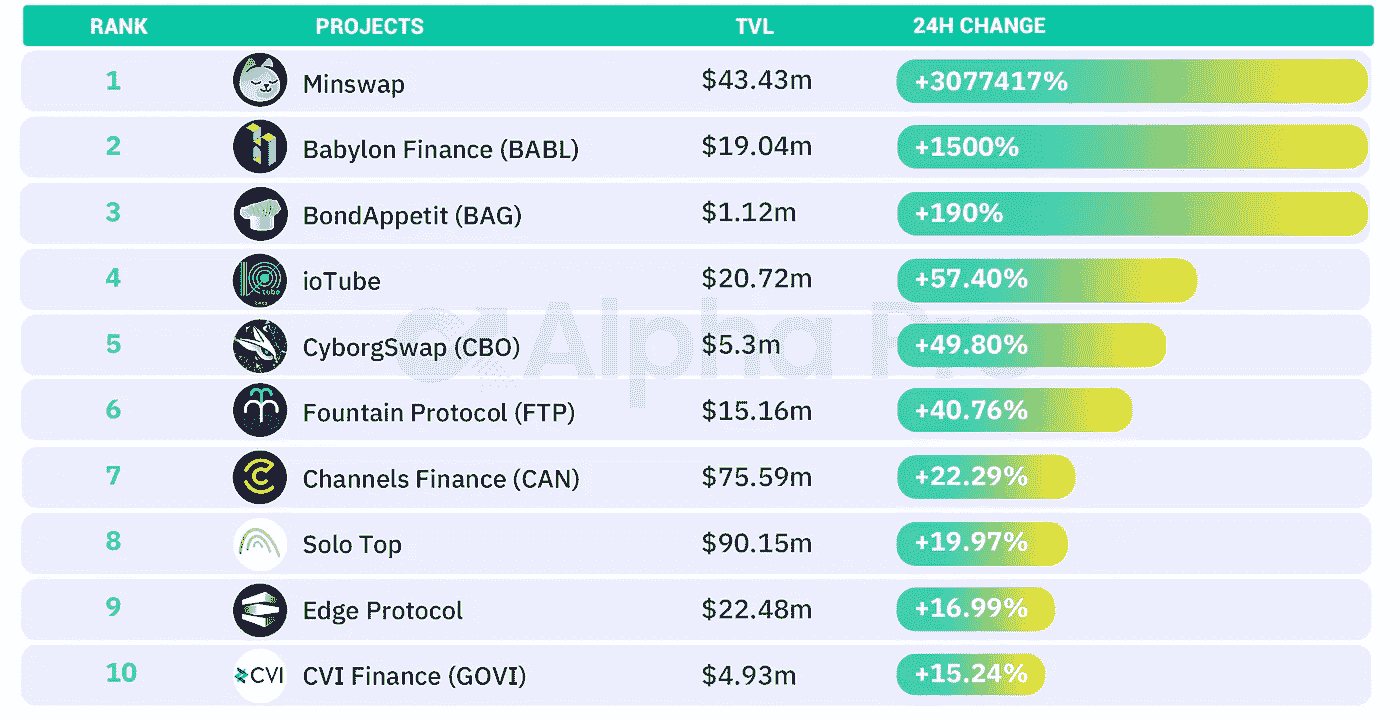 RANK PROJECTS TVL 24H CHANGE
1 Minswap $43.43m +3077417%
2 Babylon Finance (BABL) $19.04m +1500%
3 BondAppetit (BAG) $1.12m +190%
4 ioTube $20.72m +57.40%
5 CyborgSwap (CBO) $5.3m +49.80%
6 Fountain Protocol (FTP) $15.16m +40.76%
7 Channels Finance (CAN) $75.59m +22.29%
8 Solo Top $90.15m +19.97%
9 Edge Protocol $22.48m +16.99%
10 CVI CVI Finance (GOVI) $4.93m +15.24%
Alpha Pro